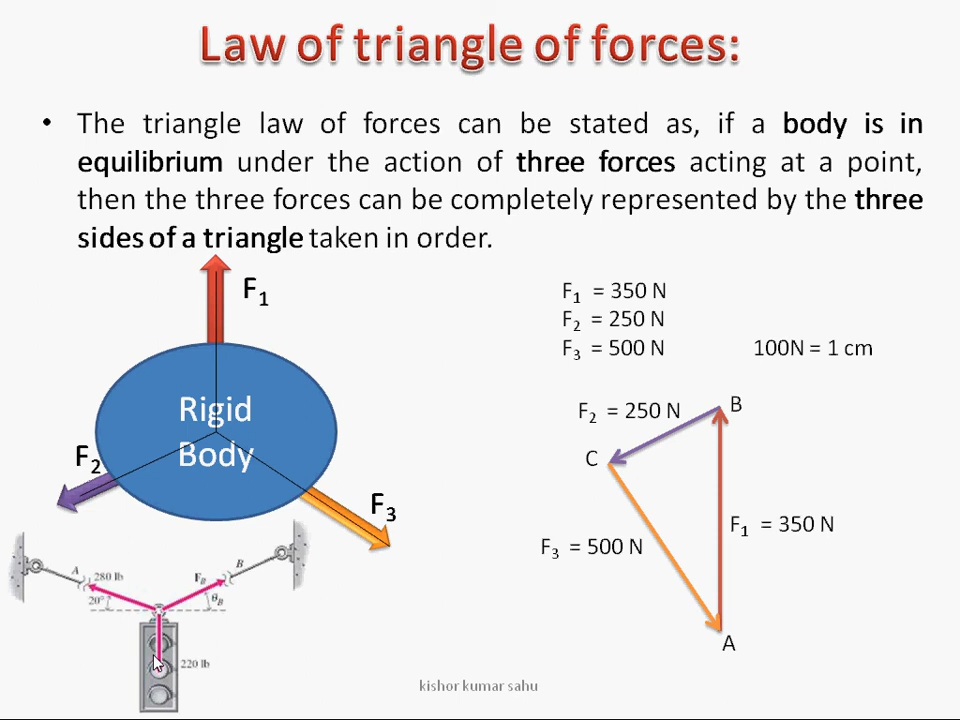 Law of triangle of forces:
• The triangle law of forces can be stated as, if a body is in
equilibrium under the action of three forces acting at a point,
then the three forces can be completely represented by the three
sides of a triangle taken in order.
F₁
Rigid
Body
F₂
F₃
F₁ = 350 N
F₂ = 250 N
F₃ = 500 N 100N = 1 cm
F₂ = 250 N
B
C
F₁ = 350 N
F₃ = 500 N
A
A
280 lb
20°
F_B
B
θ_B
220 lb
kishor kumar sahu